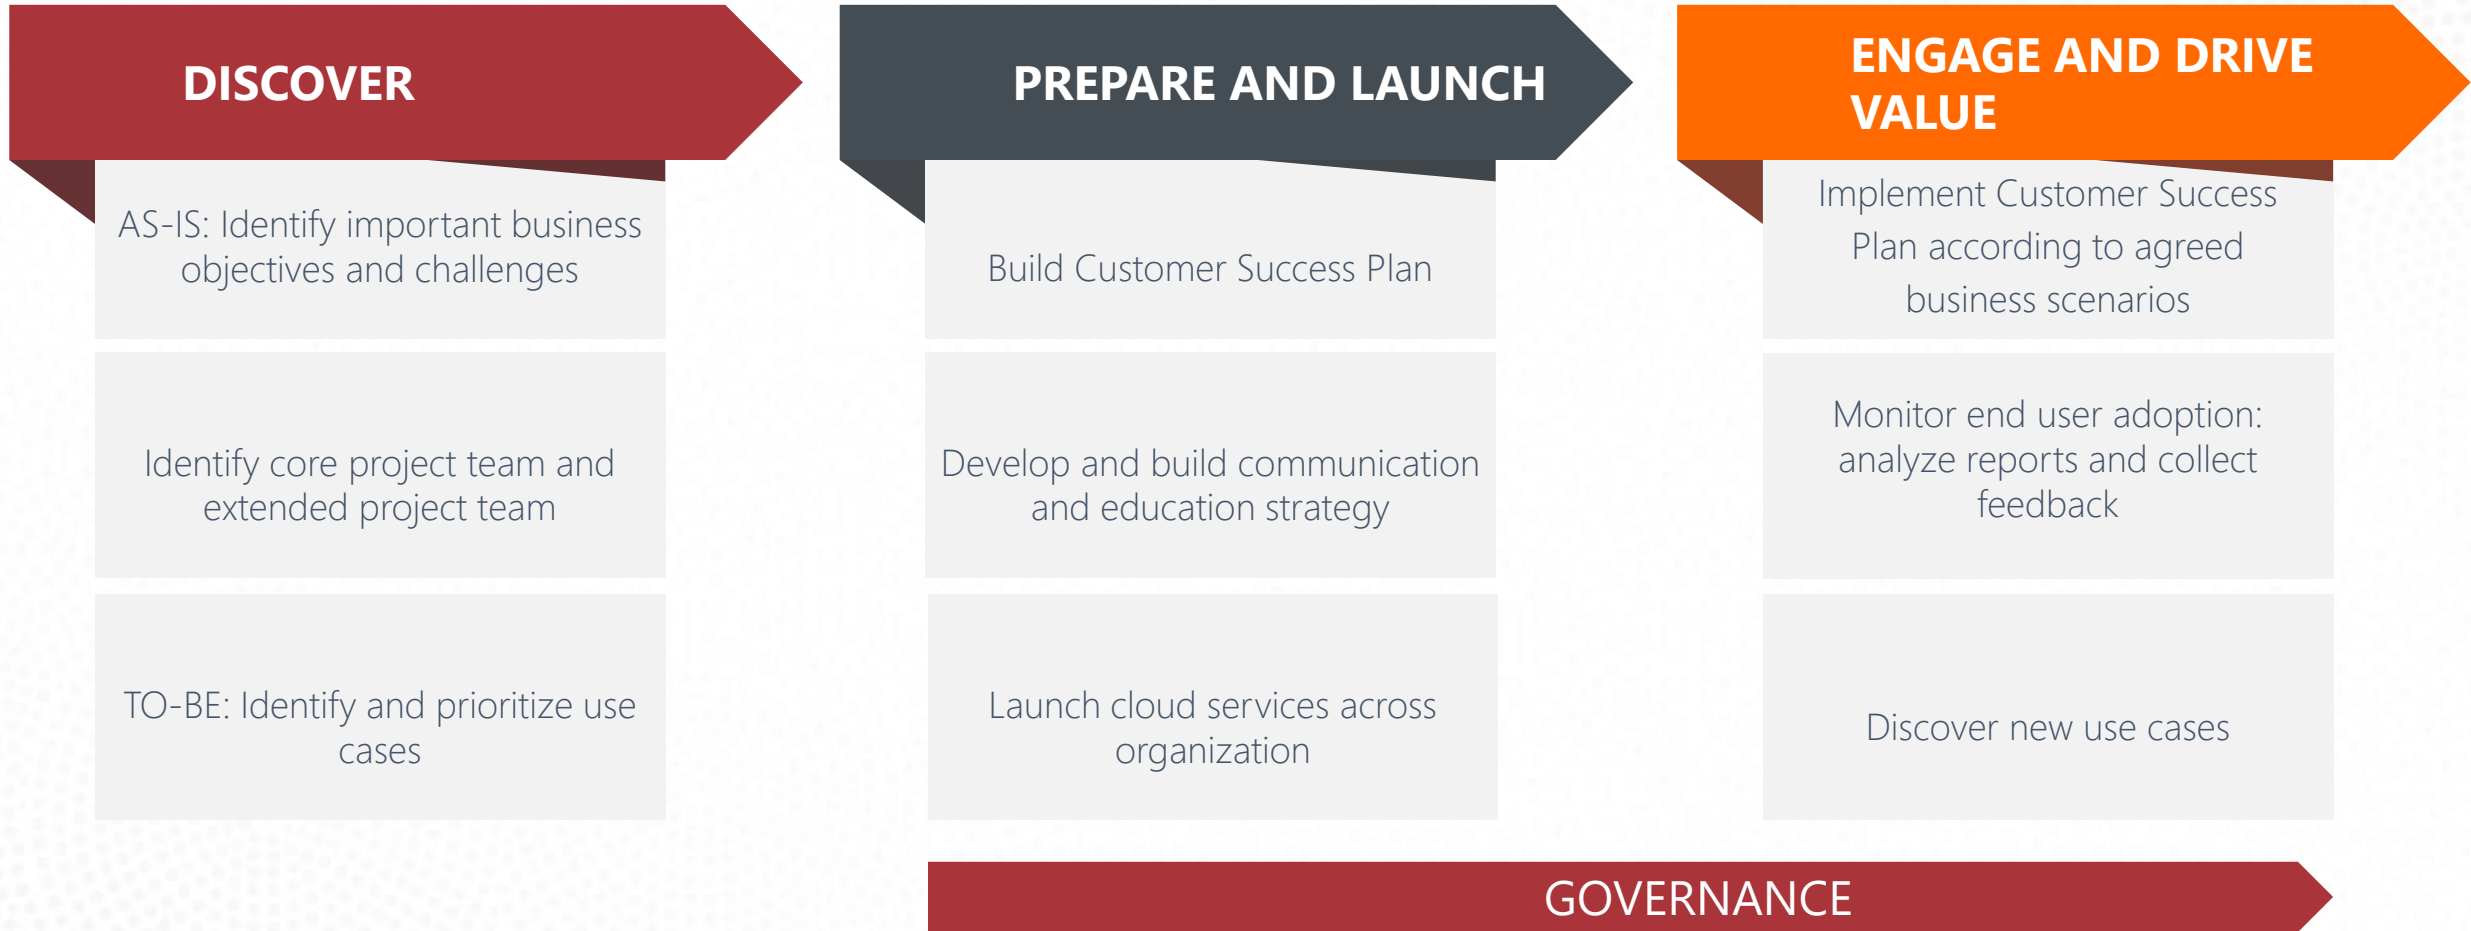 DISCOVER
AS-IS: Identify important business
objectives and challenges
Identify core project team and
extended project team
TO-BE: Identify and prioritize use
cases
PREPARE AND LAUNCH
Build Customer Success Plan
Develop and build communication
and education strategy
Launch cloud services across
organization
ENGAGE AND DRIVE
VALUE
Implement Customer Success
Plan according to agreed
business scenarios
Monitor end user adoption:
analyze reports and collect
feedback
Discover new use cases
GOVERNANCE